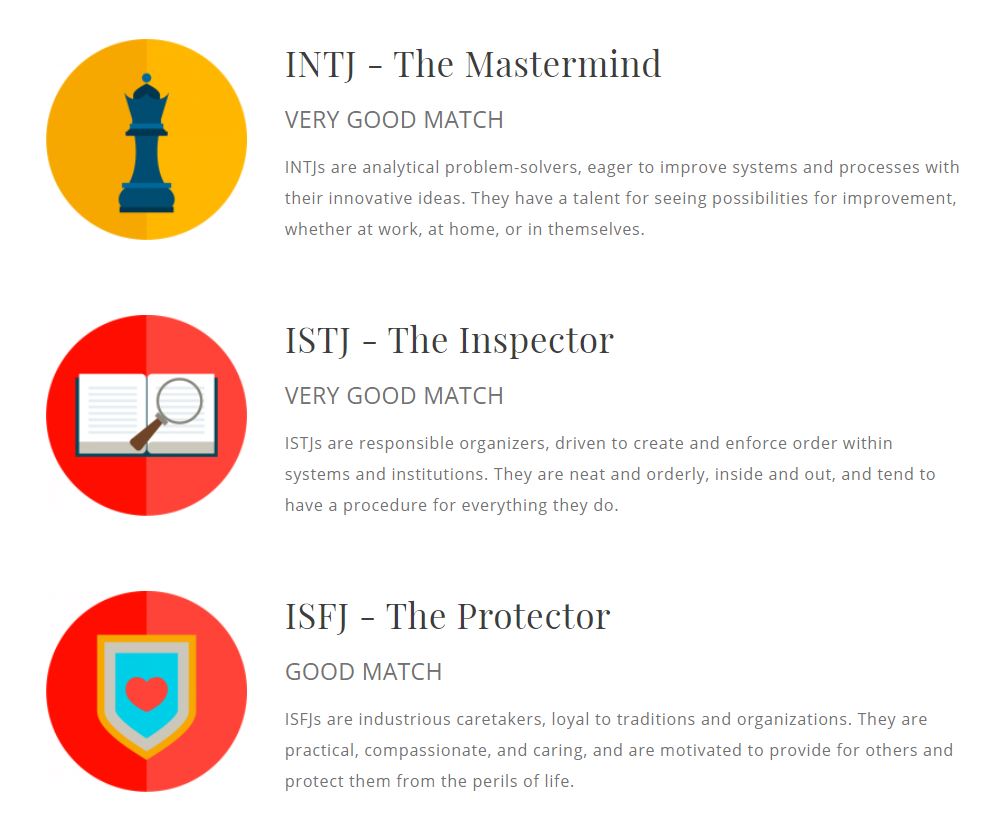 INTJ - The Mastermind
VERY GOOD MATCH
INTJs are analytical problem-solvers, eager to improve systems and processes with
their innovative ideas. They have a talent for seeing possibilities for improvement,
whether at work, at home, or in themselves.
ISTJ - The Inspector
VERY GOOD MATCH
ISTJs are responsible organizers, driven to create and enforce order within
systems and institutions. They are neat and orderly, inside and out, and tend to
have a procedure for everything they do.
ISFJ - The Protector
GOOD MATCH
ISFJs are industrious caretakers, loyal to traditions and organizations. They are
practical, compassionate, and caring, and are motivated to provide for others and
protect them from the perils of life.